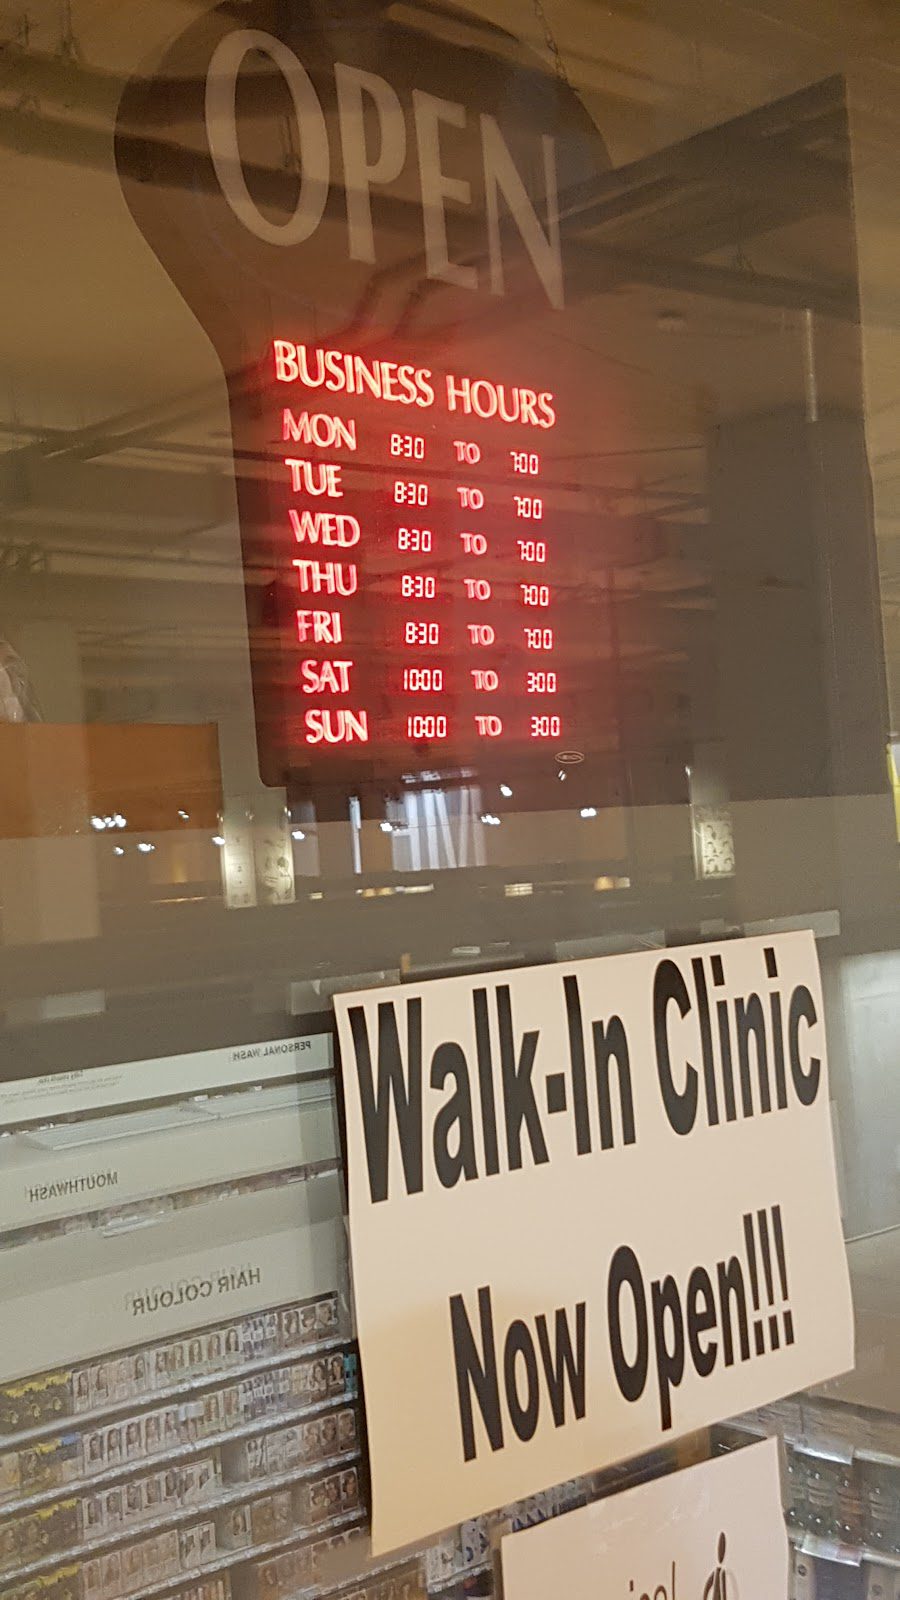 OPEN
BUSINESS HOURS
MON 8:30 TO 7:00
TUE 8:30 TO 7:00
WED 8:30 TO 7:00
THU 8:30 TO 7:00
FRI 8:30 TO 7:00
SAT 10:00 TO 3:00
SUN 10:00 TO 3:00
Walk-In Clinic
Now Open!!!
PERSONAL WASH
MOUTHWASH
HAIR COLOUR